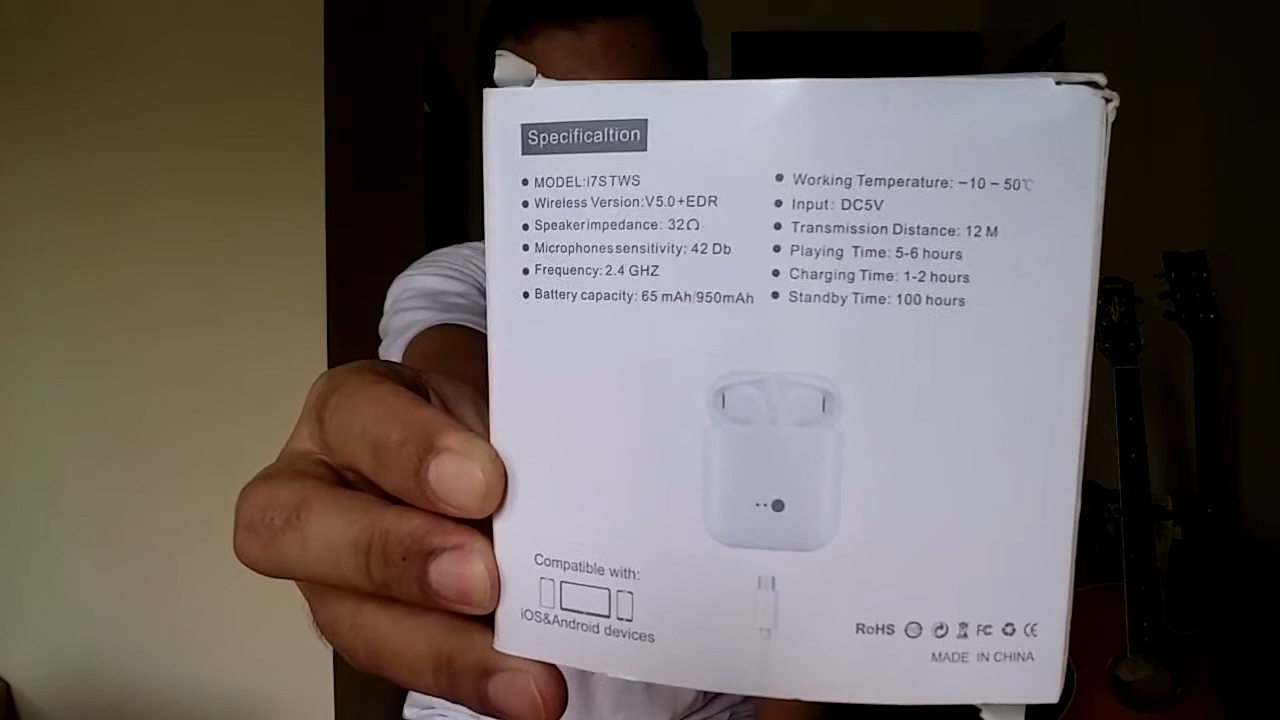 Specificaltion
MODEL:i7STWS
Wireless Version:V5.0+EDR
Speakerimpedance: 32Ω
Microphonessensitivity: 42 Db
Frequency:2.4 GHZ
Battery capacity: 65 mAh/950mAh
Working Temperature: −10 – 50℃
Input: DC5V
Transmission Distance: 12 M
Playing Time: 5-6 hours
Charging Time: 1-2 hours
Standby Time: 100 hours
Compatible with:
iOS&Android devices
RoHS FC CE
MADE IN CHINA